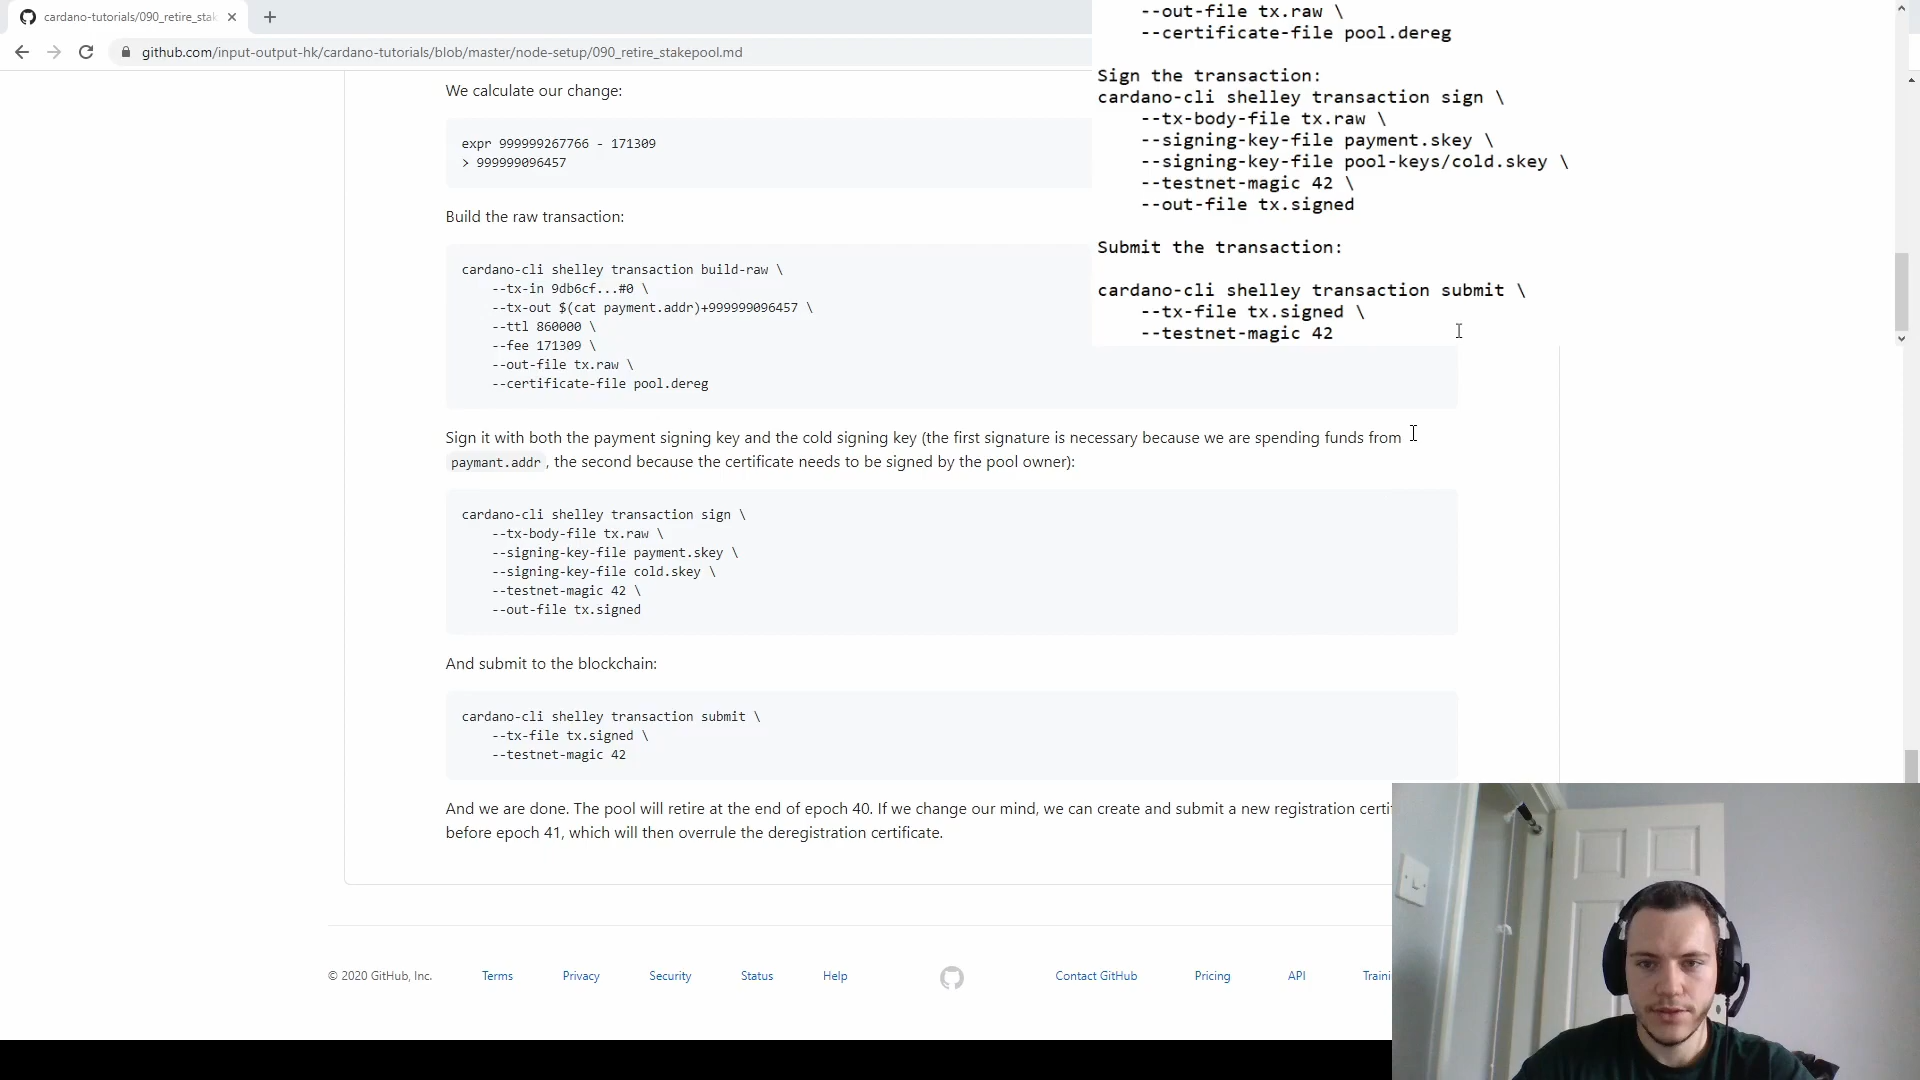 cardano-tutorials/090_retire_stak
github.com/input-output-hk/cardano-tutorials/blob/master/node-setup/090_retire_stakepool.md
We calculate our change:
expr 999999267766 - 171309
> 999999096457
Build the raw transaction:
cardano-cli shelley transaction build-raw \
--tx-in 9db6cf...#0 \
--tx-out $(cat payment.addr)+999999096457 \
--ttl 860000 \
--fee 171309 \
--out-file tx.raw \
--certificate-file pool.dereg
Sign it with both the payment signing key and the cold signing key (the first signature is necessary because we are spending funds from
paymant.addr , the second because the certificate needs to be signed by the pool owner):
cardano-cli shelley transaction sign \
--tx-body-file tx.raw \
--signing-key-file payment.skey \
--signing-key-file cold.skey \
--testnet-magic 42 \
--out-file tx.signed
And submit to the blockchain:
cardano-cli shelley transaction submit \
--tx-file tx.signed \
--testnet-magic 42
And we are done. The pool will retire at the end of epoch 40. If we change our mind, we can create and submit a new registration certi
before epoch 41, which will then overrule the deregistration certificate.
© 2020 GitHub, Inc. Terms Privacy Security Status Help Contact GitHub Pricing API Traini
--out-file tx.raw \
--certificate-file pool.dereg
Sign the transaction:
cardano-cli shelley transaction sign \
--tx-body-file tx.raw \
--signing-key-file payment.skey \
--signing-key-file pool-keys/cold.skey \
--testnet-magic 42 \
--out-file tx.signed
Submit the transaction:
cardano-cli shelley transaction submit \
--tx-file tx.signed \
--testnet-magic 42